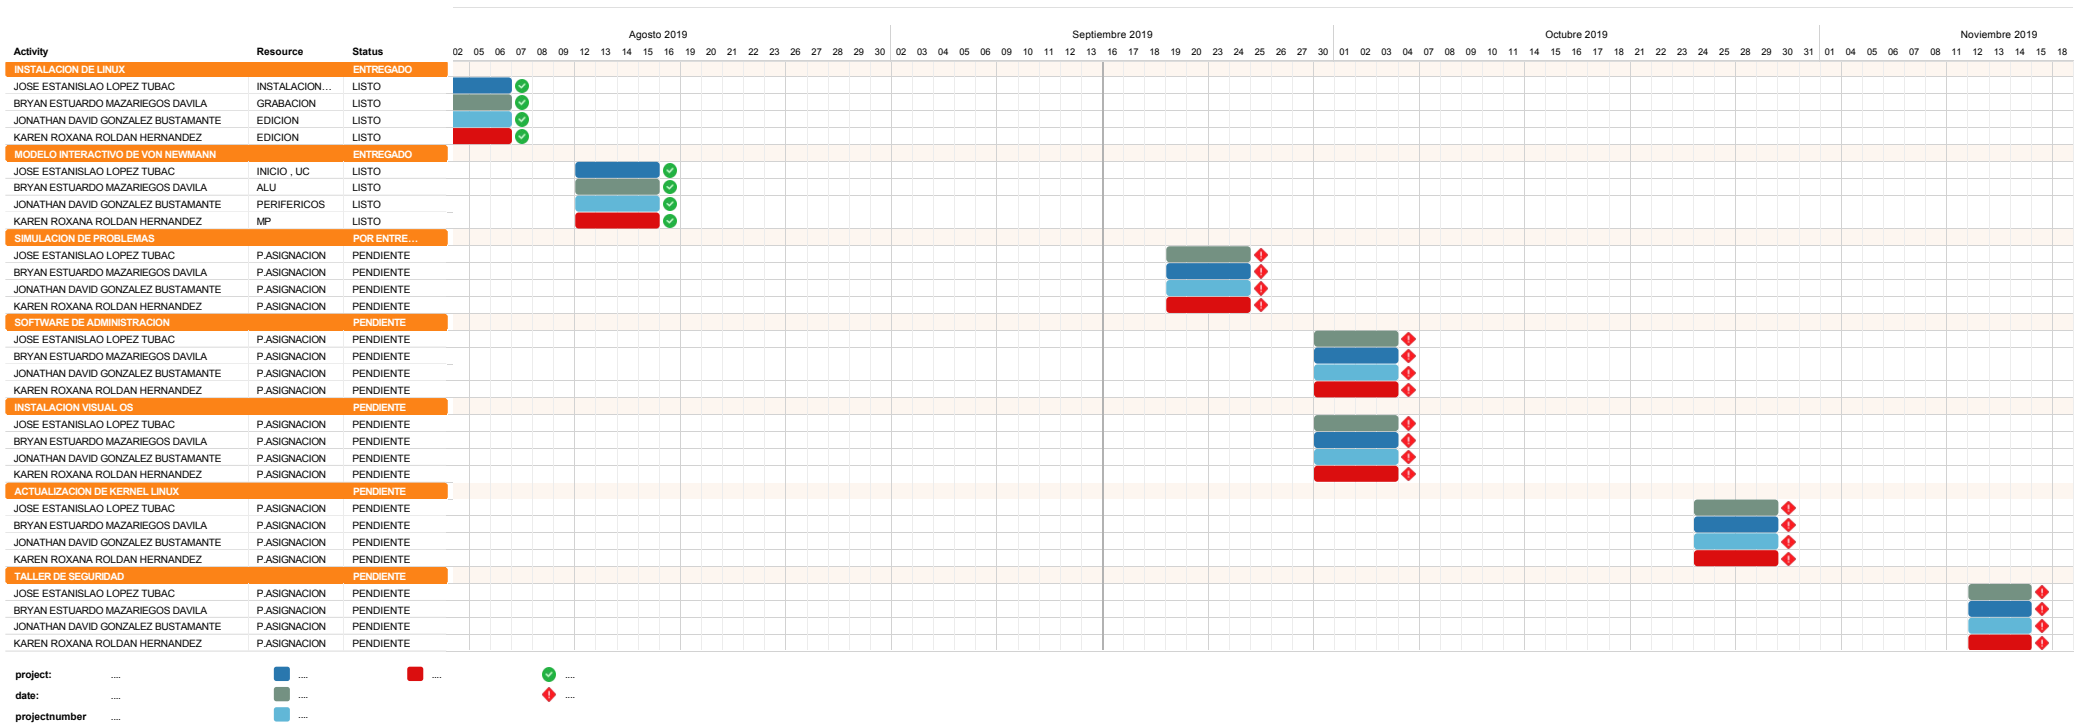 Agosto 2019 Septiembre 2019 Octubre 2019 Noviembre 2019
Activity Resource Status 02 05 06 07 08 09 12 13 14 15 16 19 20 21 22 23 26 27 28 29 30 02 03 04 05 06 09 10 11 12 13 16 17 18 19 20 23 24 25 26 27 30 01 02 03 04 07 08 09 10 11 14 15 16 17 18 21 22 23 24 25 28 29 30 31 01 04 05 06 07 08 11 12 13 14 15 18
INSTALACION DE LINUX ENTREGADO
JOSE ESTANISLAO LOPEZ TUBAC INSTALACION... LISTO
BRYAN ESTUARDO MAZARIEGOS DAVILA GRABACION LISTO
JONATHAN DAVID GONZALEZ BUSTAMANTE EDICION LISTO
KAREN ROXANA ROLDAN HERNANDEZ EDICION LISTO
MODELO INTERACTIVO DE VON NEWMANN ENTREGADO
JOSE ESTANISLAO LOPEZ TUBAC INICIO , UC LISTO
BRYAN ESTUARDO MAZARIEGOS DAVILA ALU LISTO
JONATHAN DAVID GONZALEZ BUSTAMANTE PERIFERICOS LISTO
KAREN ROXANA ROLDAN HERNANDEZ MP LISTO
SIMULACION DE PROBLEMAS POR ENTRE...
JOSE ESTANISLAO LOPEZ TUBAC P.ASIGNACION PENDIENTE
BRYAN ESTUARDO MAZARIEGOS DAVILA P.ASIGNACION PENDIENTE
JONATHAN DAVID GONZALEZ BUSTAMANTE P.ASIGNACION PENDIENTE
KAREN ROXANA ROLDAN HERNANDEZ P.ASIGNACION PENDIENTE
SOFTWARE DE ADMINISTRACION PENDIENTE
JOSE ESTANISLAO LOPEZ TUBAC P.ASIGNACION PENDIENTE
BRYAN ESTUARDO MAZARIEGOS DAVILA P.ASIGNACION PENDIENTE
JONATHAN DAVID GONZALEZ BUSTAMANTE P.ASIGNACION PENDIENTE
KAREN ROXANA ROLDAN HERNANDEZ P.ASIGNACION PENDIENTE
INSTALACION VISUAL OS PENDIENTE
JOSE ESTANISLAO LOPEZ TUBAC P.ASIGNACION PENDIENTE
BRYAN ESTUARDO MAZARIEGOS DAVILA P.ASIGNACION PENDIENTE
JONATHAN DAVID GONZALEZ BUSTAMANTE P.ASIGNACION PENDIENTE
KAREN ROXANA ROLDAN HERNANDEZ P.ASIGNACION PENDIENTE
ACTUALIZACION DE KERNEL LINUX PENDIENTE
JOSE ESTANISLAO LOPEZ TUBAC P.ASIGNACION PENDIENTE
BRYAN ESTUARDO MAZARIEGOS DAVILA P.ASIGNACION PENDIENTE
JONATHAN DAVID GONZALEZ BUSTAMANTE P.ASIGNACION PENDIENTE
KAREN ROXANA ROLDAN HERNANDEZ P.ASIGNACION PENDIENTE
TALLER DE SEGURIDAD PENDIENTE
JOSE ESTANISLAO LOPEZ TUBAC P.ASIGNACION PENDIENTE
BRYAN ESTUARDO MAZARIEGOS DAVILA P.ASIGNACION PENDIENTE
JONATHAN DAVID GONZALEZ BUSTAMANTE P.ASIGNACION PENDIENTE
KAREN ROXANA ROLDAN HERNANDEZ P.ASIGNACION PENDIENTE
project: .... .... .... ....
date: .... .... ....
projectnumber .... ....